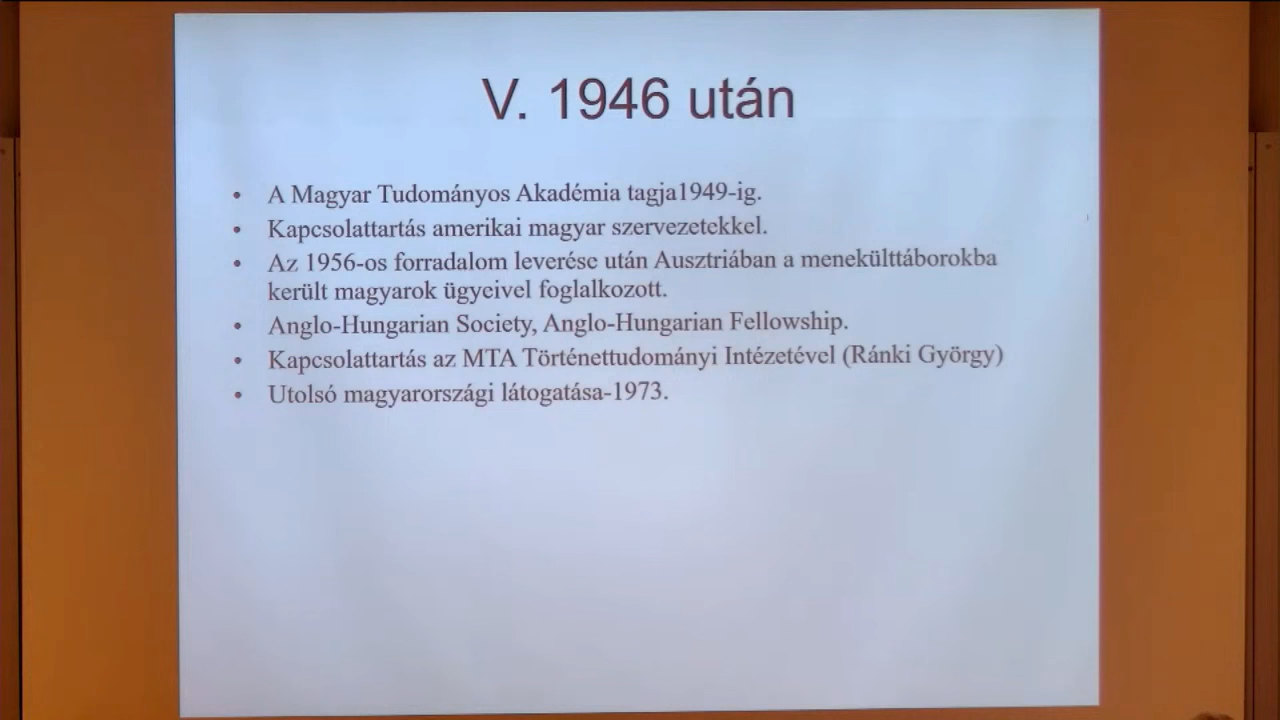 V. 1946 után
• A Magyar Tudományos Akadémia tagja1949-ig.
• Kapcsolattartás amerikai magyar szervezetekkel.
• Az 1956-os forradalom leverése után Ausztriában a menekülttáborokba
került magyarok ügyeivel foglalkozott.
• Anglo-Hungarian Society, Anglo-Hungarian Fellowship.
• Kapcsolattartás az MTA Történettudományi Intézetével (Ránki György)
• Utolsó magyarországi látogatása-1973.